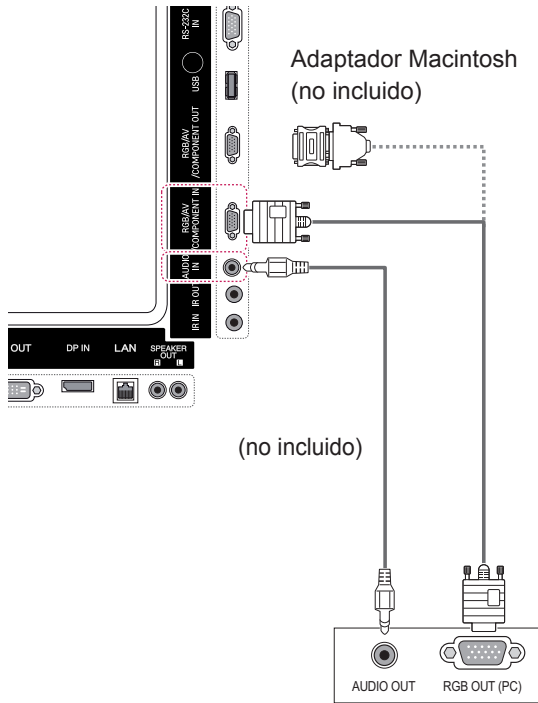 RS-232C
IN
USB
RGB/AV
/COMPONENT OUT
RGB/AV
/COMPONENT IN
AUDIO
IN
IR OUT
IR IN
Adaptador Macintosh
(no incluido)
OUT
DP IN
LAN
SPEAKER
OUT
R
L
(no incluido)
AUDIO OUT
RGB OUT (PC)